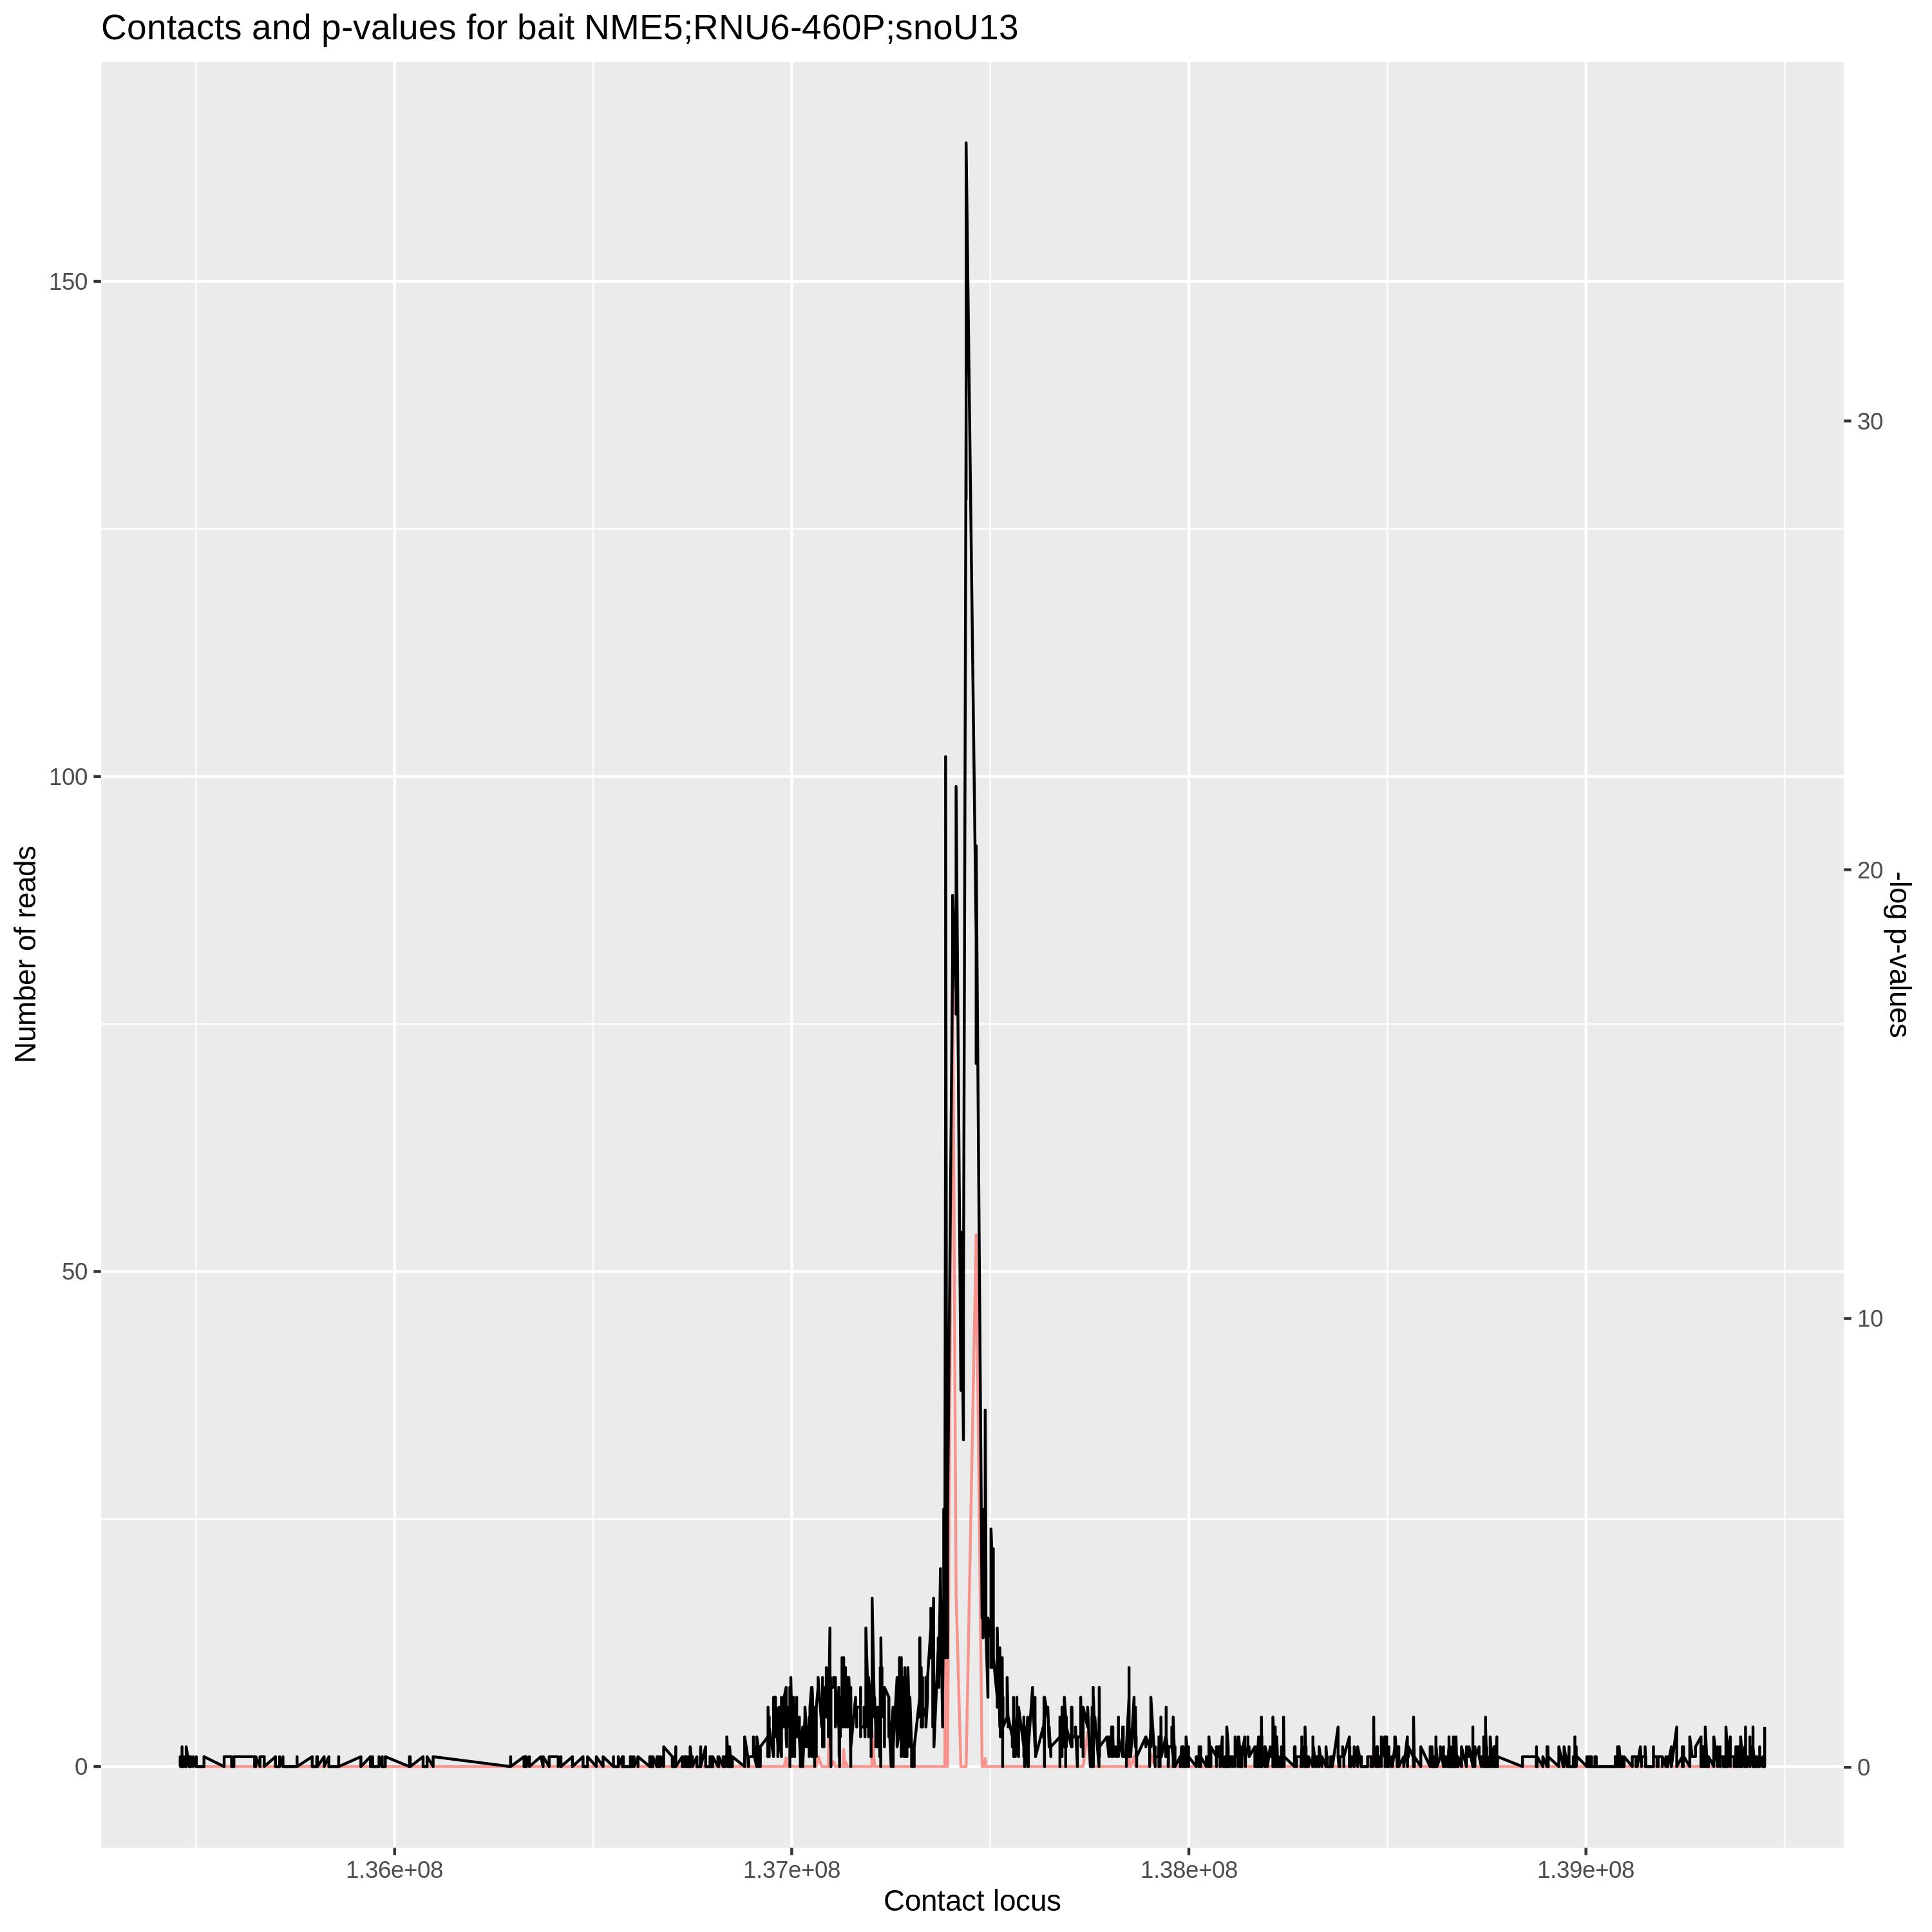 Contacts and p-values for bait NME5;RNU6-460P;snoU13
150
100
50
0
Number of reads
30
20
10
0
-log p-values
1.36e+08
1.37e+08
1.38e+08
1.39e+08
Contact locus